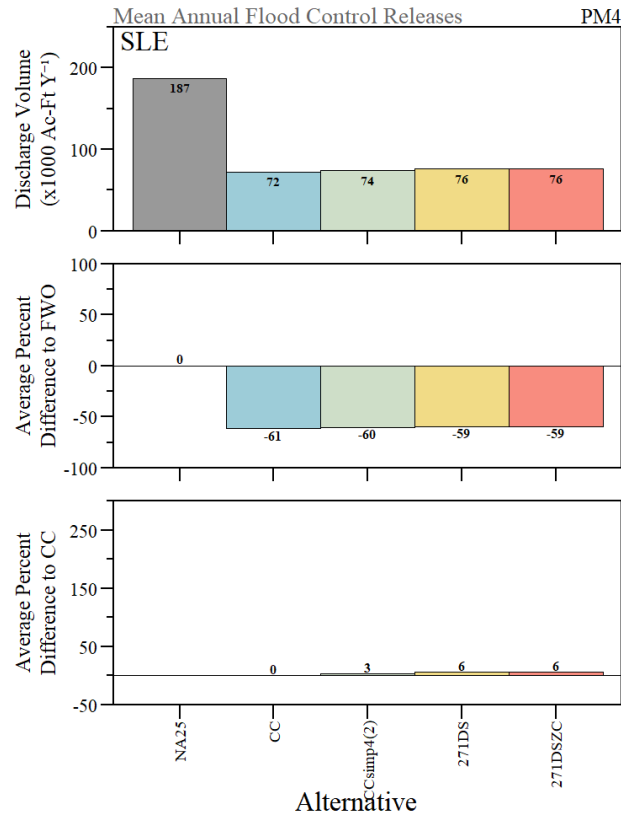 Mean Annual Flood Control Releases PM4
SLE
Discharge Volume
(x1000 Ac-Ft Y⁻¹)
200
100
0
187
72
74
76
76
Average Percent
Difference to FWO
100
50
0
-50
-100
0
-61
-60
-59
-59
Average Percent
Difference to CC
250
150
50
-50
0
3
6
6
NA25
CC
CCsimp4(2)
271DS
271DSZC
Alternative